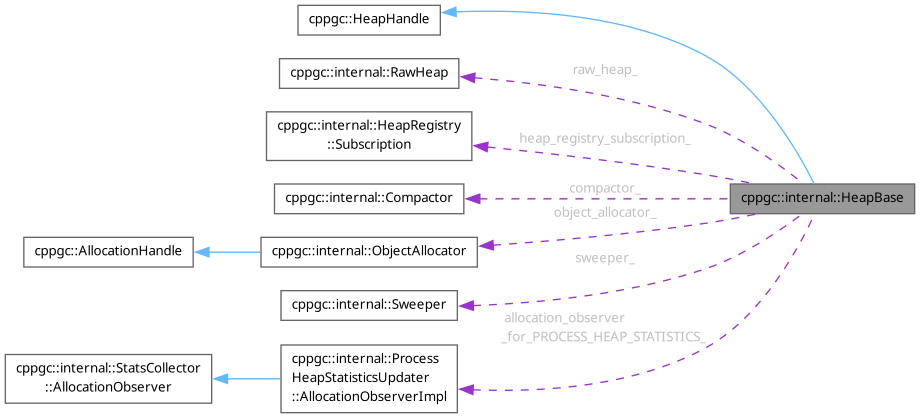 cppgc::HeapHandle
cppgc::internal::RawHeap
raw_heap_
cppgc::internal::HeapRegistry
::Subscription
heap_registry_subscription_
cppgc::internal::Compactor
compactor_
cppgc::internal::HeapBase
object_allocator_
cppgc::AllocationHandle
cppgc::internal::ObjectAllocator
sweeper_
cppgc::internal::Sweeper
allocation_observer
_for_PROCESS_HEAP_STATISTICS_
cppgc::internal::StatsCollector
::AllocationObserver
cppgc::internal::Process
HeapStatisticsUpdater
::AllocationObserverImpl